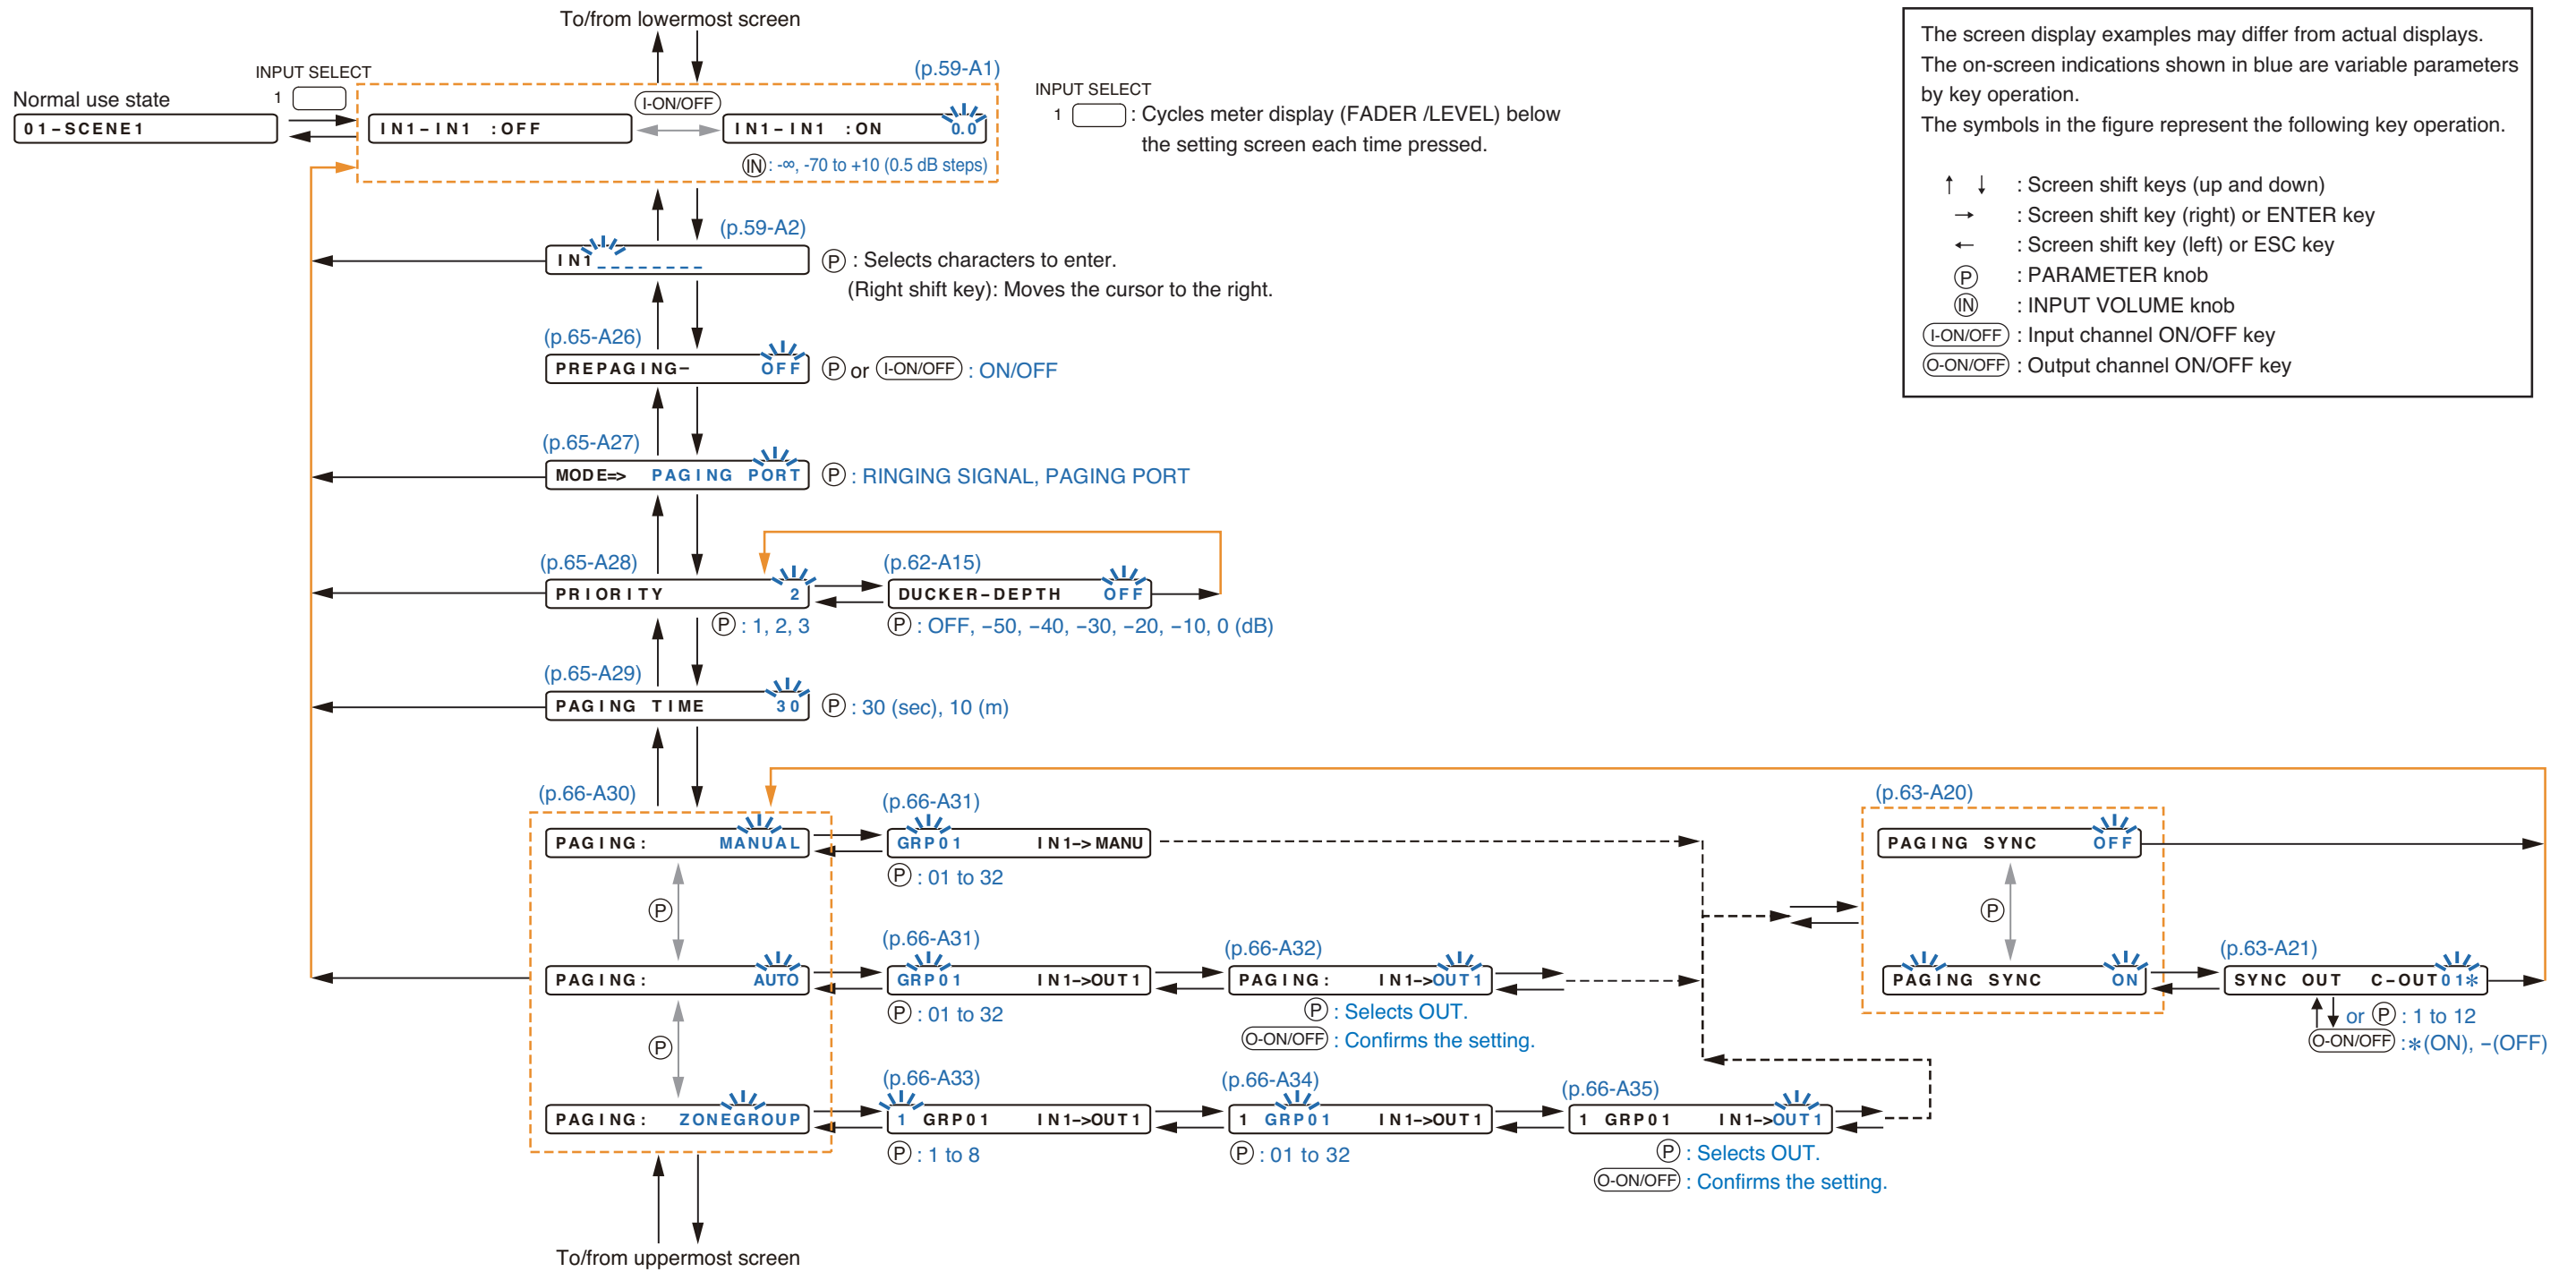 To/from lowermost screen
(p.59-A1)
INPUT SELECT
1
Normal use state
01-SCENE1
I-ON/OFF
IN1-IN1 :OFF
IN1-IN1 :ON 0.0
IN : -∞, -70 to +10 (0.5 dB steps)
INPUT SELECT
1 : Cycles meter display (FADER /LEVEL) below
the setting screen each time pressed.
The screen display examples may differ from actual displays.
The on-screen indications shown in blue are variable parameters
by key operation.
The symbols in the figure represent the following key operation.
↑ ↓ : Screen shift keys (up and down)
→ : Screen shift key (right) or ENTER key
← : Screen shift key (left) or ESC key
P : PARAMETER knob
IN : INPUT VOLUME knob
I-ON/OFF : Input channel ON/OFF key
O-ON/OFF : Output channel ON/OFF key
(p.59-A2)
IN1_ _ _ _ _ _ _ _
P : Selects characters to enter.
(Right shift key): Moves the cursor to the right.
(p.65-A26)
PREPAGING- OFF
P or I-ON/OFF : ON/OFF
(p.65-A27)
MODE=> PAGING PORT
P : RINGING SIGNAL, PAGING PORT
(p.65-A28)
PRIORITY 2
P : 1, 2, 3
(p.62-A15)
DUCKER-DEPTH OFF
P : OFF, −50, −40, −30, −20, −10, 0 (dB)
(p.65-A29)
PAGING TIME 30
P : 30 (sec), 10 (m)
(p.66-A30)
PAGING: MANUAL
(p.66-A31)
GRP01 IN1->MANU
P : 01 to 32
P
(p.63-A20)
PAGING SYNC OFF
P
PAGING: AUTO
(p.66-A31)
GRP01 IN1->OUT1
P : 01 to 32
(p.66-A32)
PAGING: IN1->OUT1
P : Selects OUT.
O-ON/OFF : Confirms the setting.
PAGING SYNC ON
(p.63-A21)
SYNC OUT C-OUT01*
or P : 1 to 12
O-ON/OFF : *(ON), −(OFF)
P
PAGING: ZONEGROUP
(p.66-A33)
1 GRP01 IN1->OUT1
P : 1 to 8
(p.66-A34)
1 GRP01 IN1->OUT1
P : 01 to 32
(p.66-A35)
1 GRP01 IN1->OUT1
P : Selects OUT.
O-ON/OFF : Confirms the setting.
To/from uppermost screen